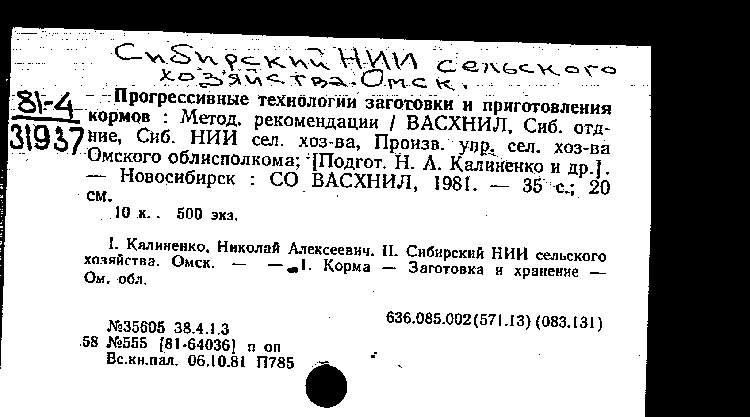 Сибирский НИИ сельского
хозяйства. Омск.
81-4
31937
Прогрессивные технологии заготовки и приготовления
кормов : Метод. рекомендации / ВАСХНИЛ, Сиб. отд-
ние, Сиб. НИИ сел. хоз-ва, Произв. упр. сел. хоз-ва
Омского облисполкома; [Подгот. Н. А. Калиненко и др.].
— Новосибирск : СО ВАСХНИЛ, 1981. — 35 с.; 20
см.
10 к. . 500 экз.
I. Калиненко, Николай Алексеевич. II. Сибирский НИИ сельского
хозяйства. Омск. — — 1. Корма — Заготовка и хранение —
Ом. обл.
636.085.002(571.13)(083.131)
№35605 38.4.1.3
58 №555 [81-64036] п оп
Вс.кн.пал. 06.10.81 П785